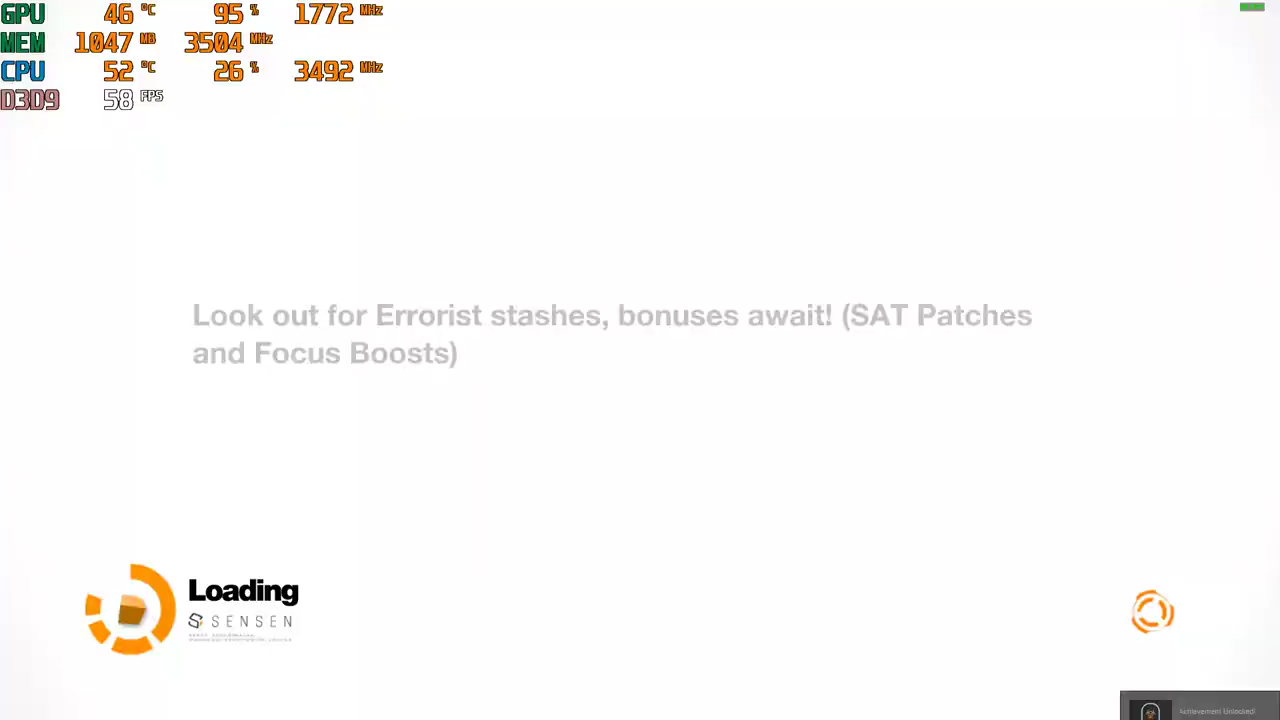 GPU 46 °C 95 % 1772 MHz
MEM 1047 MB 3504 MHz
CPU 52 °C 26 % 3492 MHz
D3D9 58 FPS
Look out for Errorist stashes, bonuses await! (SAT Patches
and Focus Boosts)
Loading
SENSEN
Achievement Unlocked!